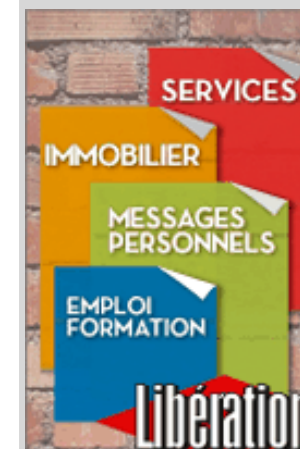 SERVICES
IMMOBILIER
MESSAGES
PERSONNELS
EMPLOI
FORMATION
Libération